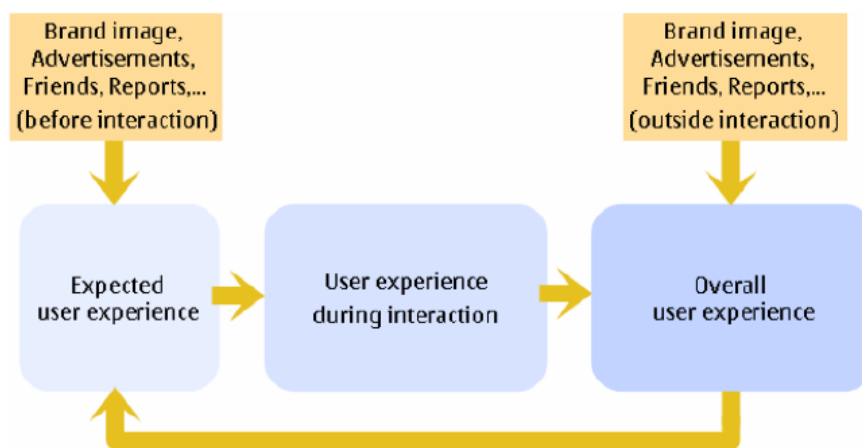 Brand image,
Advertisements,
Friends, Reports,...
(before interaction)
Brand image,
Advertisements,
Friends, Reports,...
(outside interaction)
Expected
user experience
User experience
during interaction
Overall
user experience